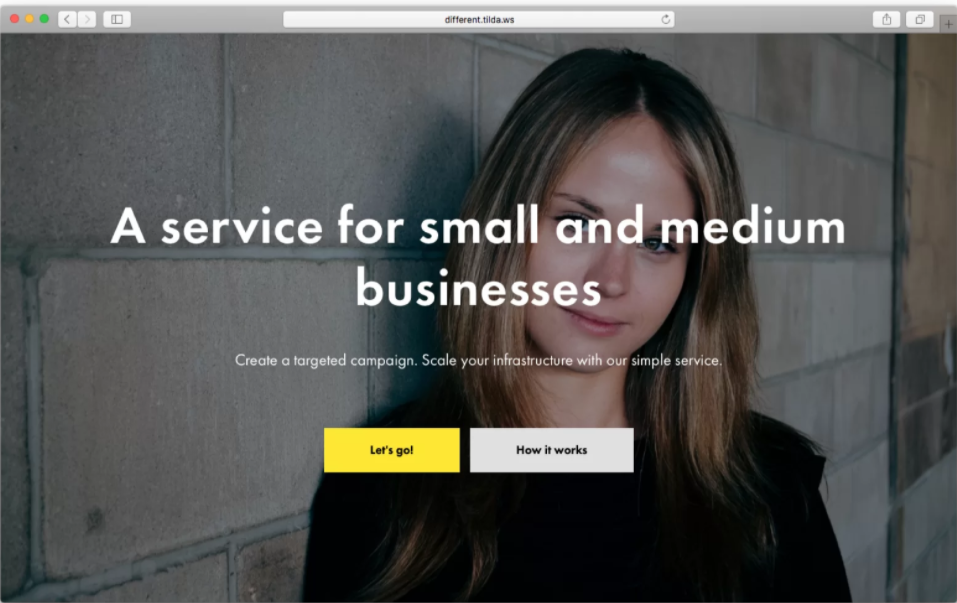 different.tilda.ws
A service for small and medium
businesses
Create a targeted campaign. Scale your infrastructure with our simple service.
Let's go!
How it works